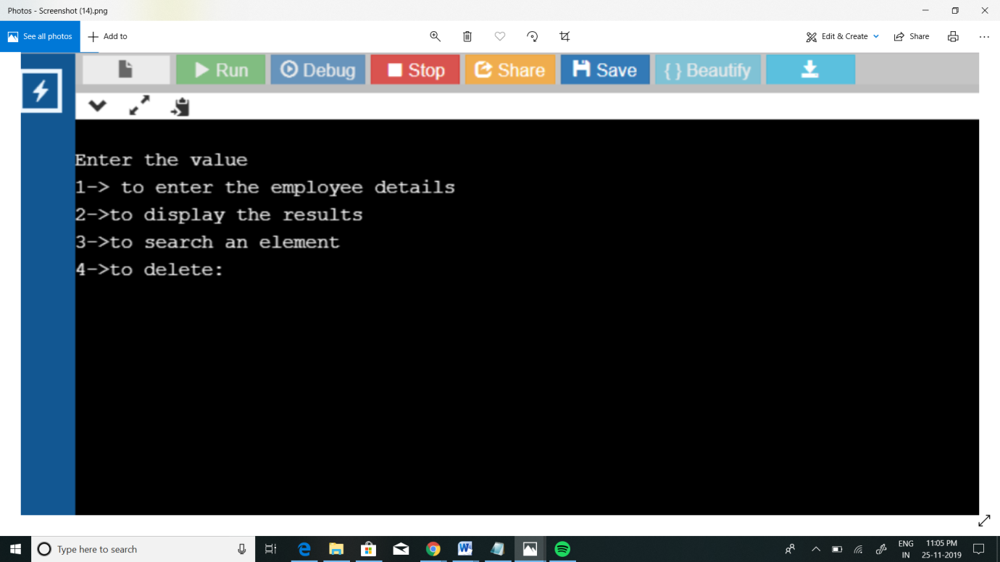 Photos - Screenshot (14).png
See all photos
Add to
Edit & Create
Share
Run
Debug
Stop
Share
Save
{ } Beautify
Enter the value
1-> to enter the employee details
2->to display the results
3->to search an element
4->to delete:
Type here to search
ENG
IN
11:05 PM
25-11-2019